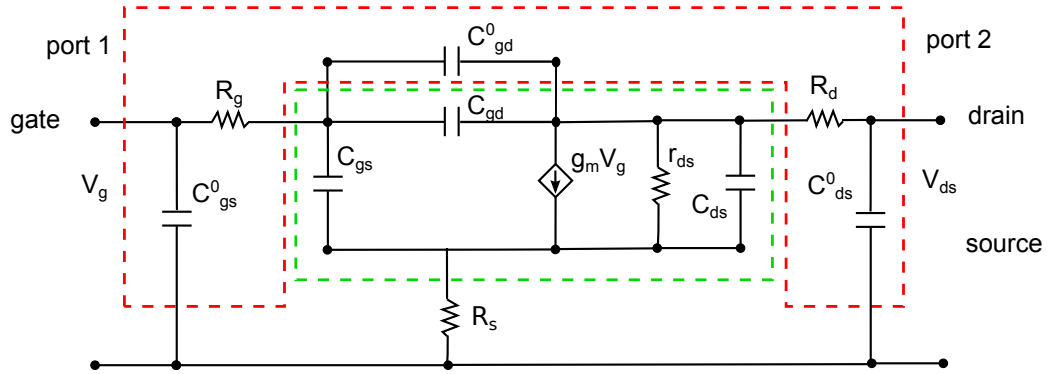 port 1
C⁰gd
port 2
Rg
Rd
gate
Cgd
drain
Cgs
gmVg
rds
Vg
C⁰gs
Cds
C⁰ds
Vds
source
Rs